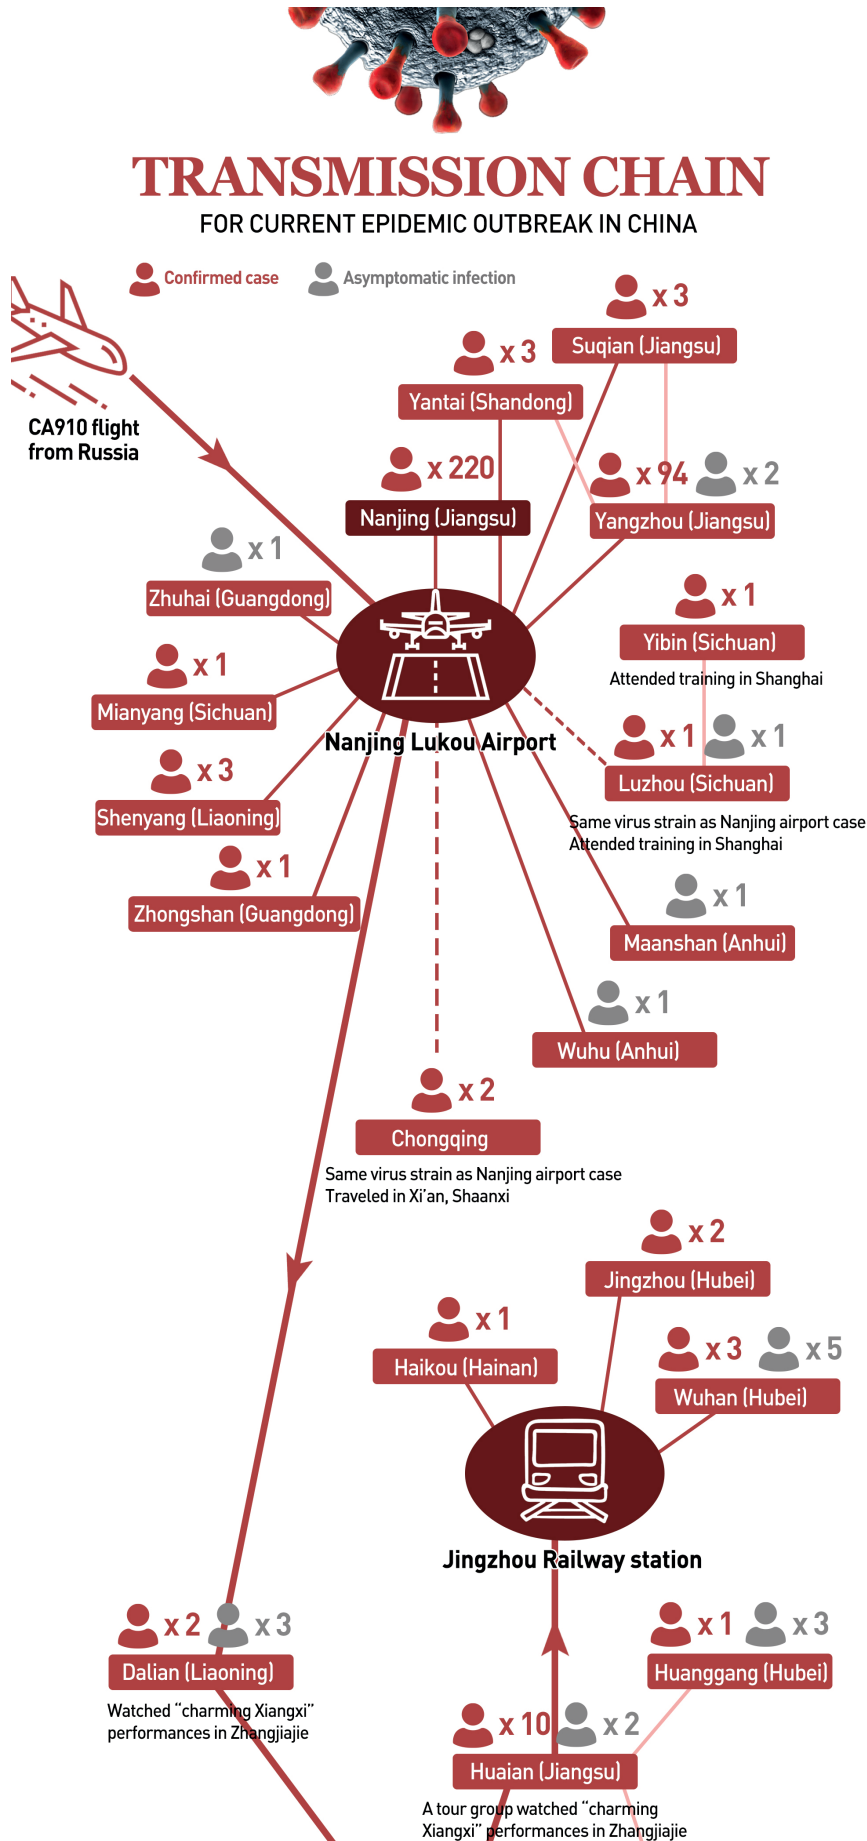 TRANSMISSION CHAIN
FOR CURRENT EPIDEMIC OUTBREAK IN CHINA
Confirmed case
Asymptomatic infection
x 3
Suqian (Jiangsu)
x 3
Yantai (Shandong)
CA910 flight
from Russia
x 220
Nanjing (Jiangsu)
x 94
x 2
Yangzhou (Jiangsu)
x 1
Zhuhai (Guangdong)
x 1
Yibin (Sichuan)
Attended training in Shanghai
x 1
Mianyang (Sichuan)
Nanjing Lukou Airport
x 1
x 1
Luzhou (Sichuan)
Same virus strain as Nanjing airport case
Attended training in Shanghai
x 3
Shenyang (Liaoning)
x 1
Zhongshan (Guangdong)
x 1
Maanshan (Anhui)
x 1
Wuhu (Anhui)
x 2
Chongqing
Same virus strain as Nanjing airport case
Traveled in Xi'an, Shaanxi
x 2
Jingzhou (Hubei)
x 1
Haikou (Hainan)
x 3
x 5
Wuhan (Hubei)
Jingzhou Railway station
x 2
x 3
Dalian (Liaoning)
Watched “charming Xiangxi”
performances in Zhangjiajie
x 1
x 3
Huanggang (Hubei)
x 10
x 2
Huaian (Jiangsu)
A tour group watched “charming
Xiangxi” performances in Zhangjiajie